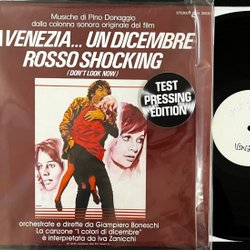 Musiche di Pino Donaggio
dalla colonna sonora originale del film
A VENEZIA... UN DICEMBRE
ROSSO SHOCKING
(DON'T LOOK NOW)
TEST
PRESSING
EDITION
orchestrate e dirette da Giampiero Boneschi
La canzone "I colori di dicembre"
è interpretata da Iva Zanicchi